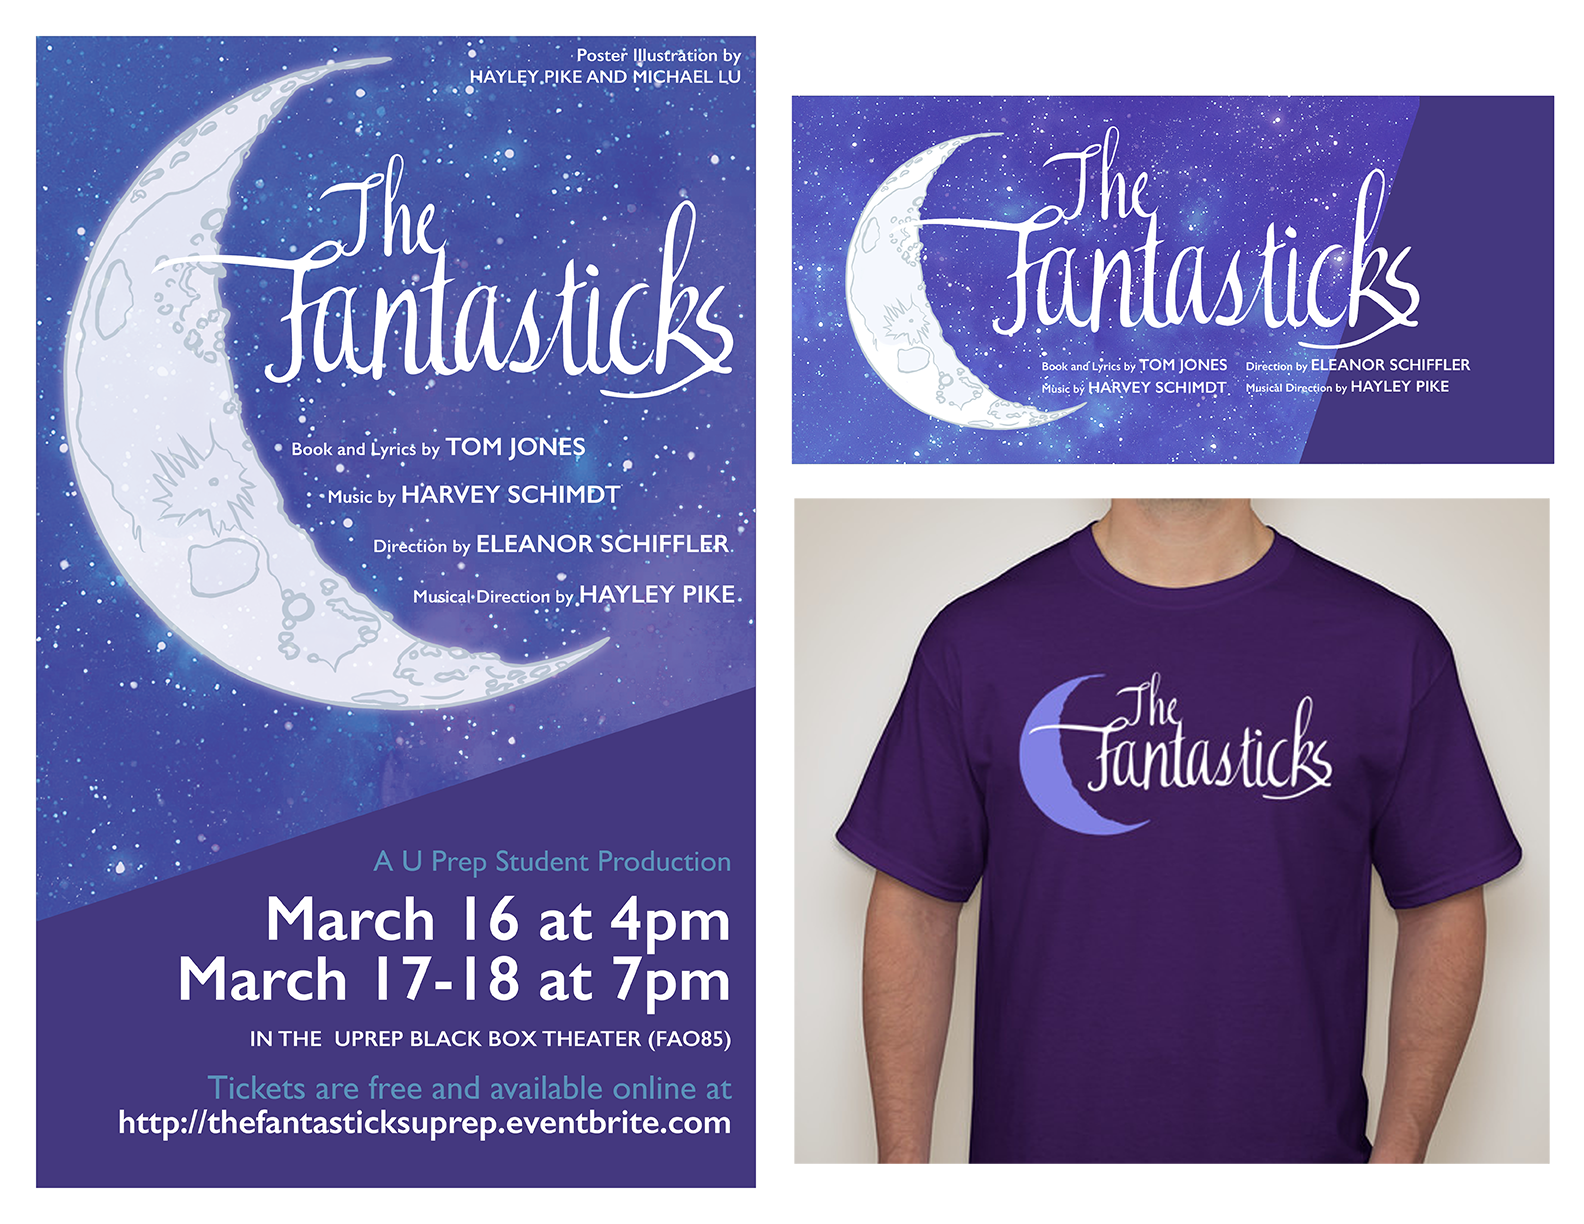 Poster Illustration by
HAYLEY PIKE AND MICHAEL LU
The
Fantasticks
Book and Lyrics by TOM JONES
Music by HARVEY SCHIMDT
Direction by ELEANOR SCHIFFLER
Musical Direction by HAYLEY PIKE
A U Prep Student Production
March 16 at 4pm
March 17-18 at 7pm
IN THE UPREP BLACK BOX THEATER (FAO85)
Tickets are free and available online at
http://thefantasticksuprep.eventbrite.com
The
Fantasticks
Book and Lyrics by TOM JONES Direction by ELEANOR SCHIFFLER
Music by HARVEY SCHIMDT Musical Direction by HAYLEY PIKE
The
Fantasticks